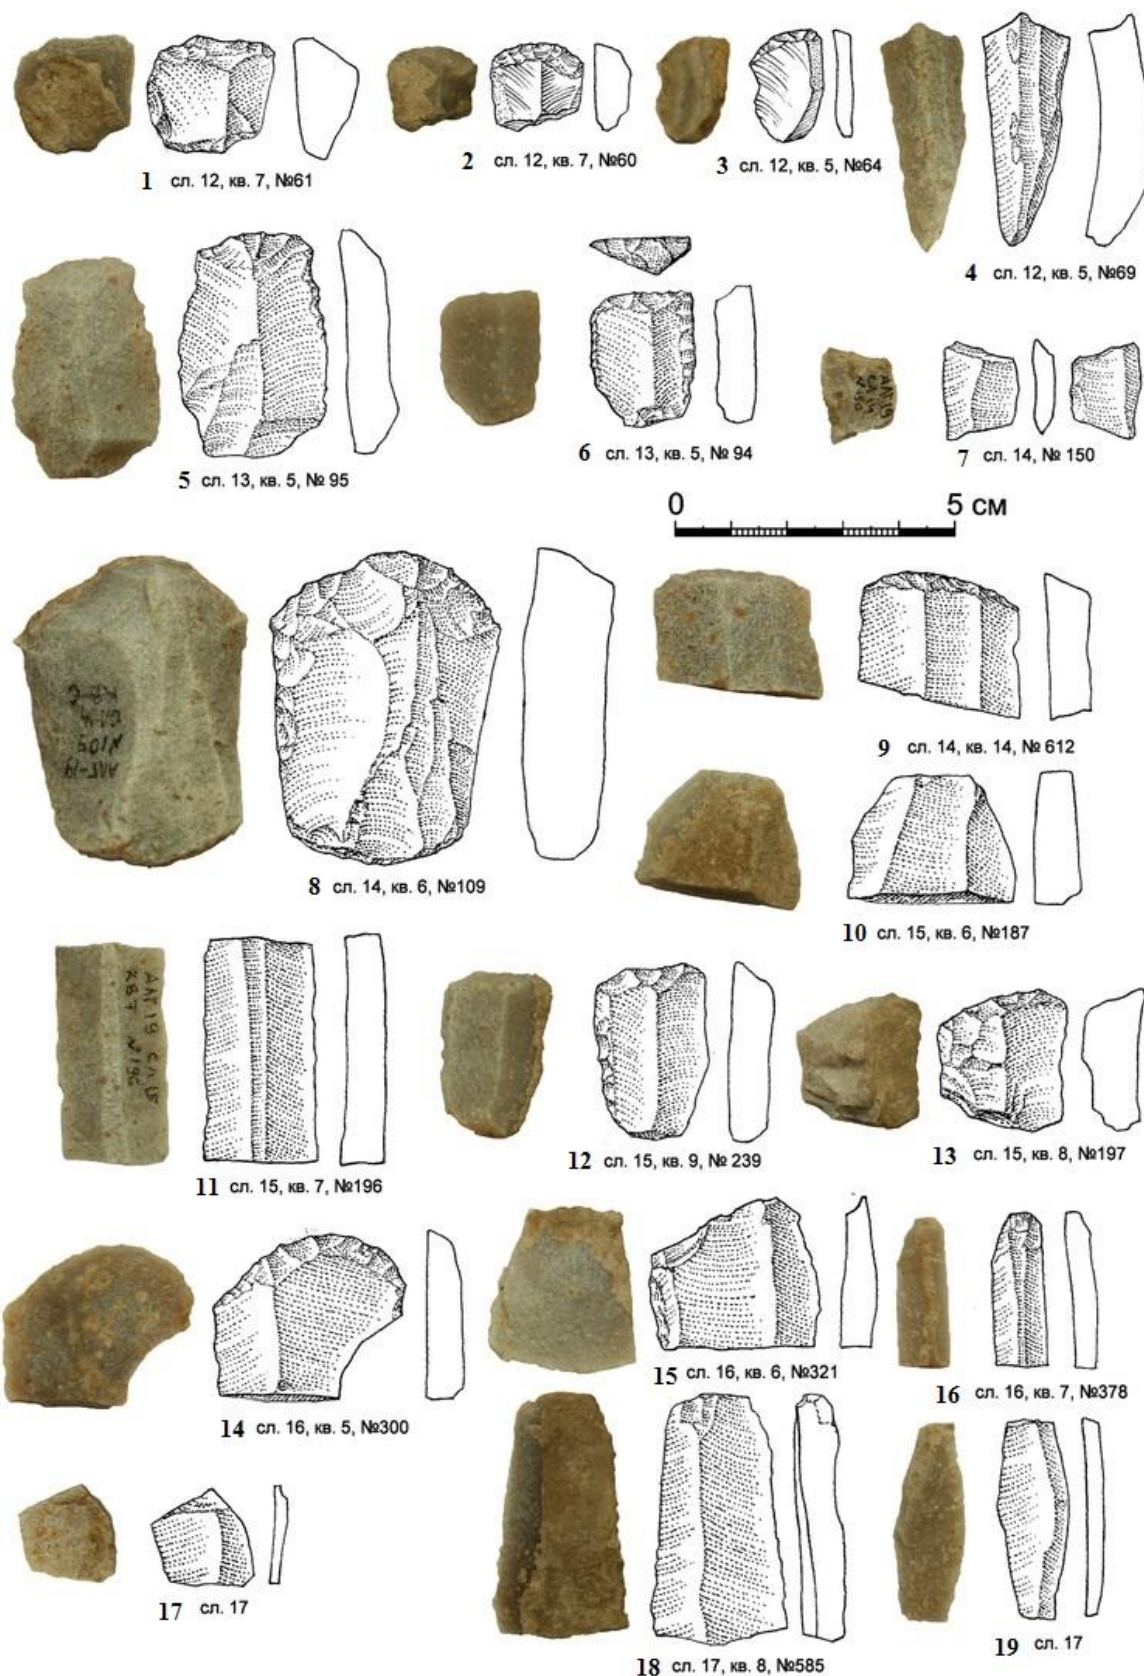 1 сл. 12, кв. 7, №61
2 сл. 12, кв. 7, №60
3 сл. 12, кв. 5, №64
4 сл. 12, кв. 5, №69
5 сл. 13, кв. 5, № 95
6 сл. 13, кв. 5, № 94
7 сл. 14, № 150
0 5 см
8 сл. 14, кв. 6, №109
9 сл. 14, кв. 14, № 612
10 сл. 15, кв. 6, №187
11 сл. 15, кв. 7, №196
12 сл. 15, кв. 9, № 239
13 сл. 15, кв. 8, №197
14 сл. 16, кв. 5, №300
15 сл. 16, кв. 6, №321
16 сл. 16, кв. 7, №378
17 сл. 17
18 сл. 17, кв. 8, №585
19 сл. 17